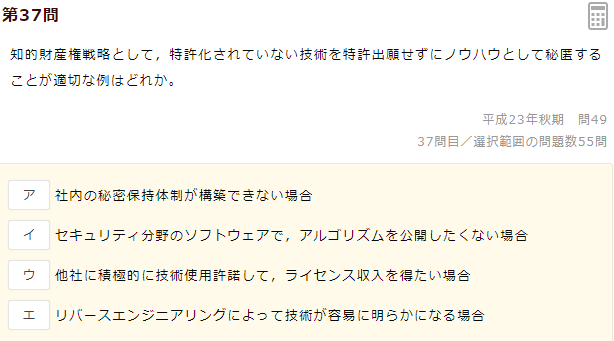 第37問
知的財産権戦略として，特許化されていない技術を特許出願せずにノウハウとして秘匿する
ことが適切な例はどれか。
平成23年秋期　問49
37問目／選択範囲の問題数55問
ア 社内の秘密保持体制が構築できない場合
イ セキュリティ分野のソフトウェアで，アルゴリズムを公開したくない場合
ウ 他社に積極的に技術使用許諾して，ライセンス収入を得たい場合
エ リバースエンジニアリングによって技術が容易に明らかになる場合